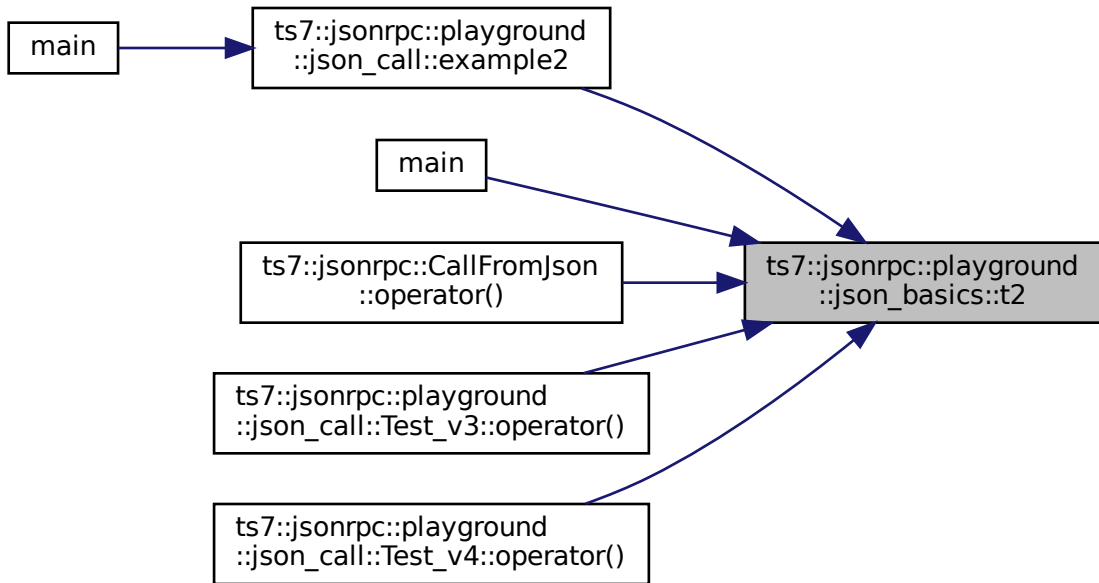 main
ts7::jsonrpc::playground
::json_call::example2
main
ts7::jsonrpc::CallFromJson
::operator()
ts7::jsonrpc::playground
::json_basics::t2
ts7::jsonrpc::playground
::json_call::Test_v3::operator()
ts7::jsonrpc::playground
::json_call::Test_v4::operator()